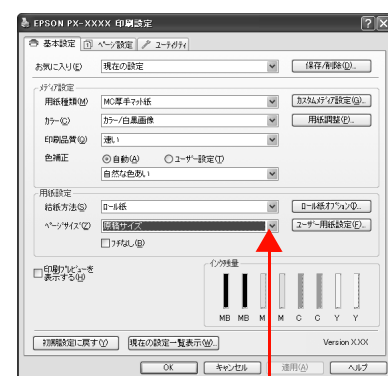 EPSON PX-XXXX 印刷設定
基本設定 ページ設定 ユーティリティ
お気に入り(E) 現在の設定 保存/削除(D)...
メディア設定
用紙種類(M) MC厚手マット紙 カスタムメディア設定(G)...
カラー(C) カラー/白黒画像 用紙調整(P)...
印刷品質(Q) 速い
色補正 自動(A) ユーザー設定(T)
自然な色あい
用紙設定
給紙方法(S) ロール紙 ロール紙オプション(J)...
ページサイズ(Z) 原稿サイズ ユーザー用紙設定(F)...
フチなし(B)
印刷プレビューを
表示する(H)
インク残量
MB MB M M C C Y Y
初期設定に戻す(Y) 現在の設定一覧表示(W)... Version X.XX
OK キャンセル 適用(A) ヘルプ